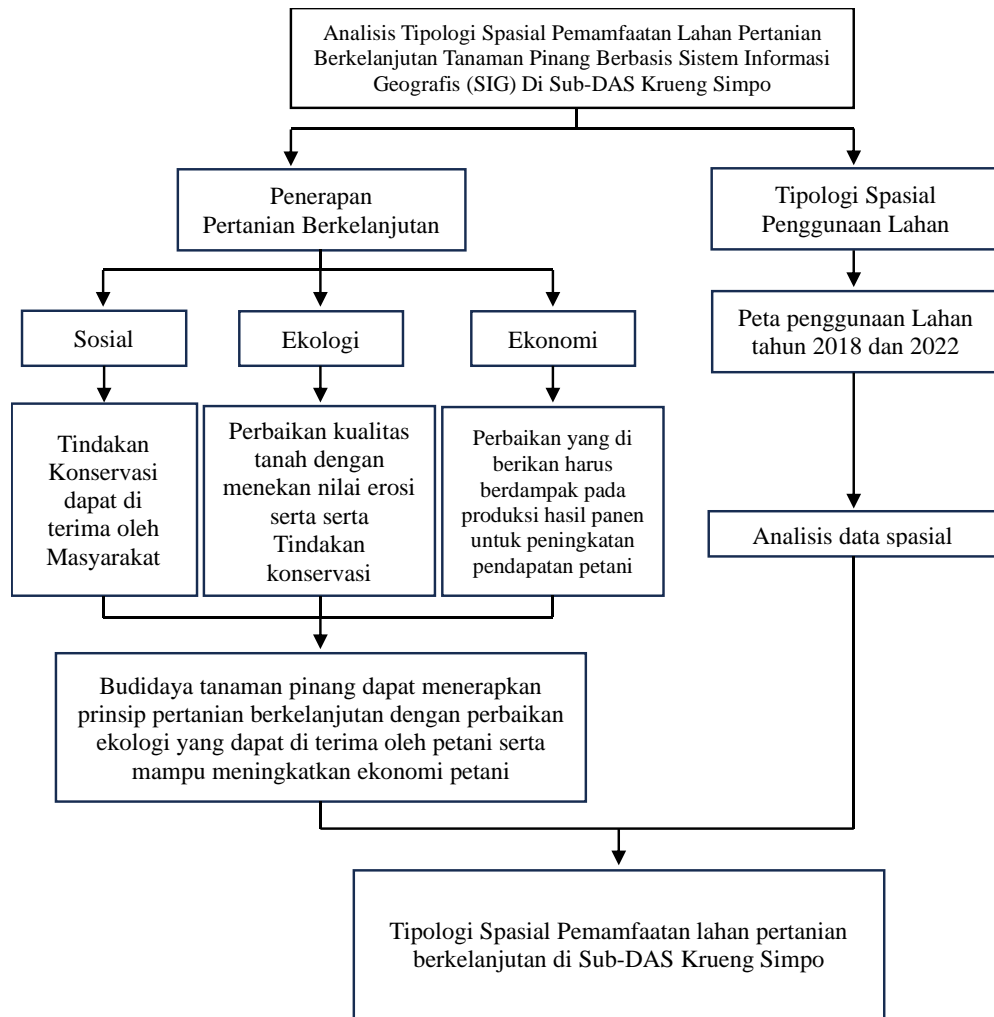 Analisis Tipologi Spasial Pemamfaatan Lahan Pertanian
Berkelanjutan Tanaman Pinang Berbasis Sistem Informasi
Geografis (SIG) Di Sub-DAS Krueng Simpo
Penerapan
Pertanian Berkelanjutan
Tipologi Spasial
Penggunaan Lahan
Sosial
Ekologi
Ekonomi
Peta penggunaan Lahan
tahun 2018 dan 2022
Tindakan
Konservasi
dapat di
terima oleh
Masyarakat
Perbaikan kualitas
tanah dengan
menekan nilai erosi
serta serta
Tindakan
konservasi
Perbaikan yang di
berikan harus
berdampak pada
produksi hasil panen
untuk peningkatan
pendapatan petani
Analisis data spasial
Budidaya tanaman pinang dapat menerapkan
prinsip pertanian berkelanjutan dengan perbaikan
ekologi yang dapat di terima oleh petani serta
mampu meningkatkan ekonomi petani
Tipologi Spasial Pemamfaatan lahan pertanian
berkelanjutan di Sub-DAS Krueng Simpo